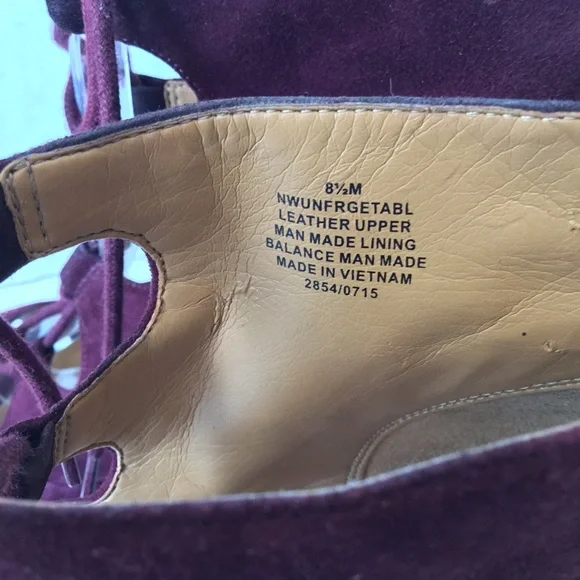 8½M
NWUNFRGETABL
LEATHER UPPER
MAN MADE LINING
BALANCE MAN MADE
MADE IN VIETNAM
2854/0715